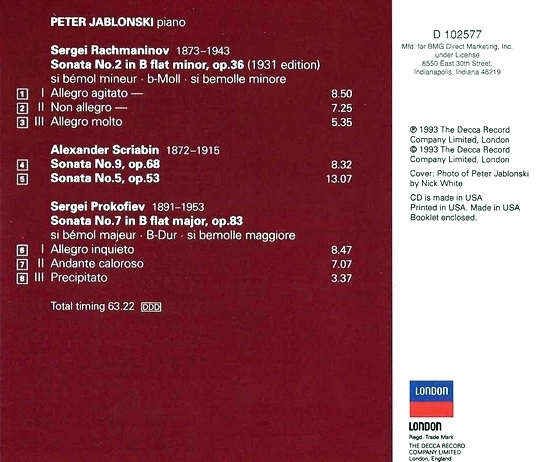 PETER JABLONSKI piano
Sergei Rachmaninov 1873–1943
Sonata No.2 in B flat minor, op.36 (1931 edition)
si bémol mineur · b-Moll · si bemolle minore
1 I Allegro agitato — 8.50
2 II Non allegro — 7.25
3 III Allegro molto 5.35
Alexander Scriabin 1872–1915
4 Sonata No.9, op.68 8.32
5 Sonata No.5, op.53 13.07
Sergei Prokofiev 1891–1953
Sonata No.7 in B flat major, op.83
si bémol majeur · B-Dur · si bemolle maggiore
6 I Allegro inquieto 8.47
7 II Andante caloroso 7.07
8 III Precipitato 3.37
Total timing 63.22 DDD
D 102577
Mfd. for BMG Direct Marketing, Inc.
under License
6550 East 30th Street,
Indianapolis, Indiana 46219
℗ 1993 The Decca Record
Company Limited, London
© 1993 The Decca Record
Company Limited, London
Cover: Photo of Peter Jablonski
by Nick White
CD is made in USA
Printed in USA. Made in USA
Booklet enclosed.
LONDON
LONDON
Regd. Trade Mark
THE DECCA RECORD
COMPANY LIMITED
London, England